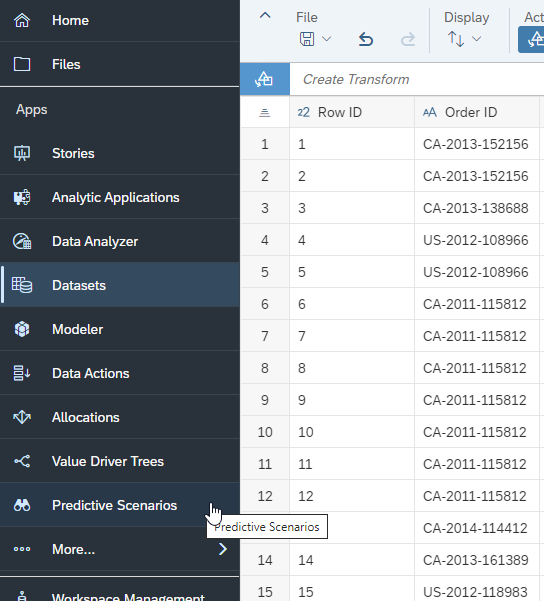 Home
Files
Apps
Stories
Analytic Applications
Data Analyzer
Datasets
Modeler
Data Actions
Allocations
Value Driver Trees
Predictive Scenarios
Predictive Scenarios
More...
Workspace Management
File
Display
Create Transform
22 Row ID AA Order ID
1 1 CA-2013-152156
2 2 CA-2013-152156
3 3 CA-2013-138688
4 4 US-2012-108966
5 5 US-2012-108966
6 6 CA-2011-115812
7 7 CA-2011-115812
8 8 CA-2011-115812
9 9 CA-2011-115812
10 10 CA-2011-115812
11 11 CA-2011-115812
12 12 CA-2011-115812
CA-2014-114412
14 14 CA-2013-161389
15 15 US-2012-118983